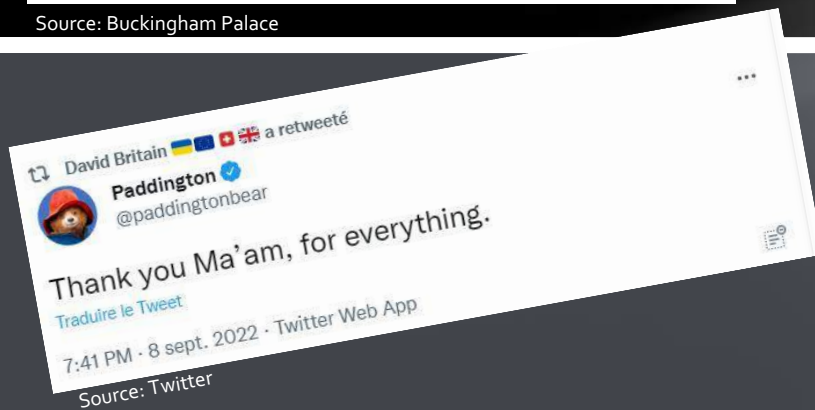 Source: Buckingham Palace
David Britain 🇺🇦🇪🇺🇨🇭🇬🇧 a retweeté
Paddington
@paddingtonbear
Thank you Ma’am, for everything.
Traduire le Tweet
7:41 PM · 8 sept. 2022 · Twitter Web App
Source: Twitter